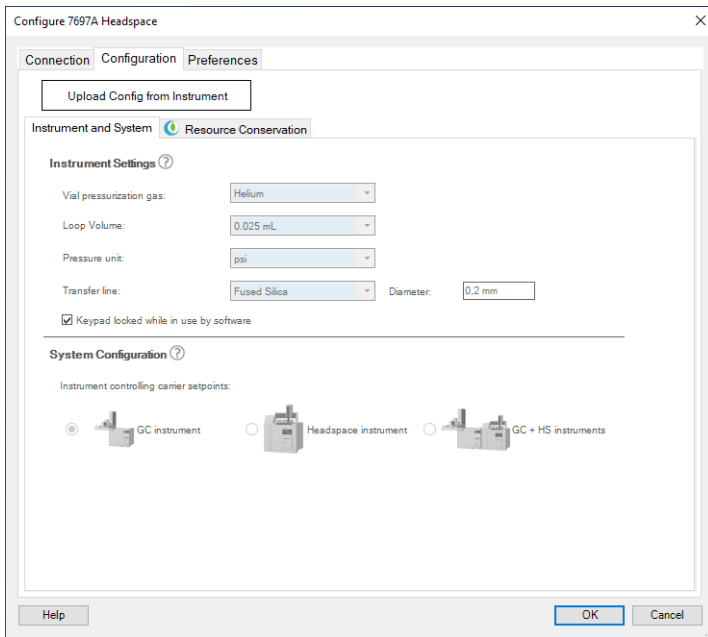 Configure 7697A Headspace
Connection Configuration Preferences
Upload Config from Instrument
Instrument and System Resource Conservation
Instrument Settings ?
Vial pressurization gas: Helium
Loop Volume: 0.025 mL
Pressure unit: psi
Transfer line: Fused Silica Diameter: 0,2 mm
Keypad locked while in use by software
System Configuration ?
Instrument controlling carrier setpoints:
GC instrument Headspace instrument GC + HS instruments
Help OK Cancel